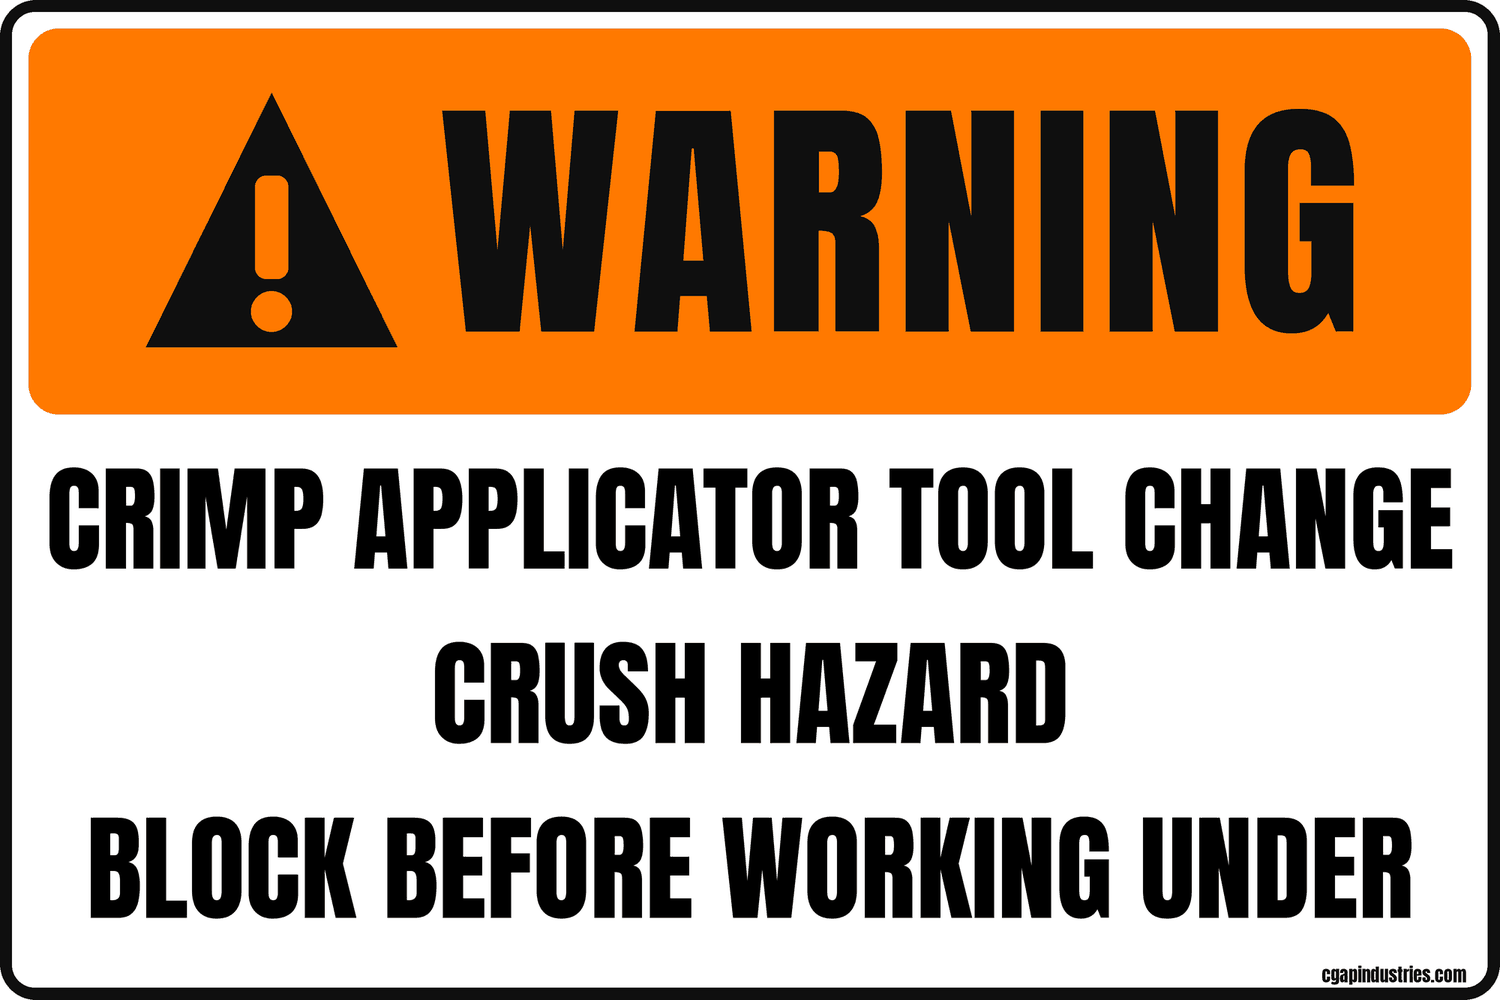 WARNING
CRIMP APPLICATOR TOOL CHANGE
CRUSH HAZARD
BLOCK BEFORE WORKING UNDER
cgapindustries.com